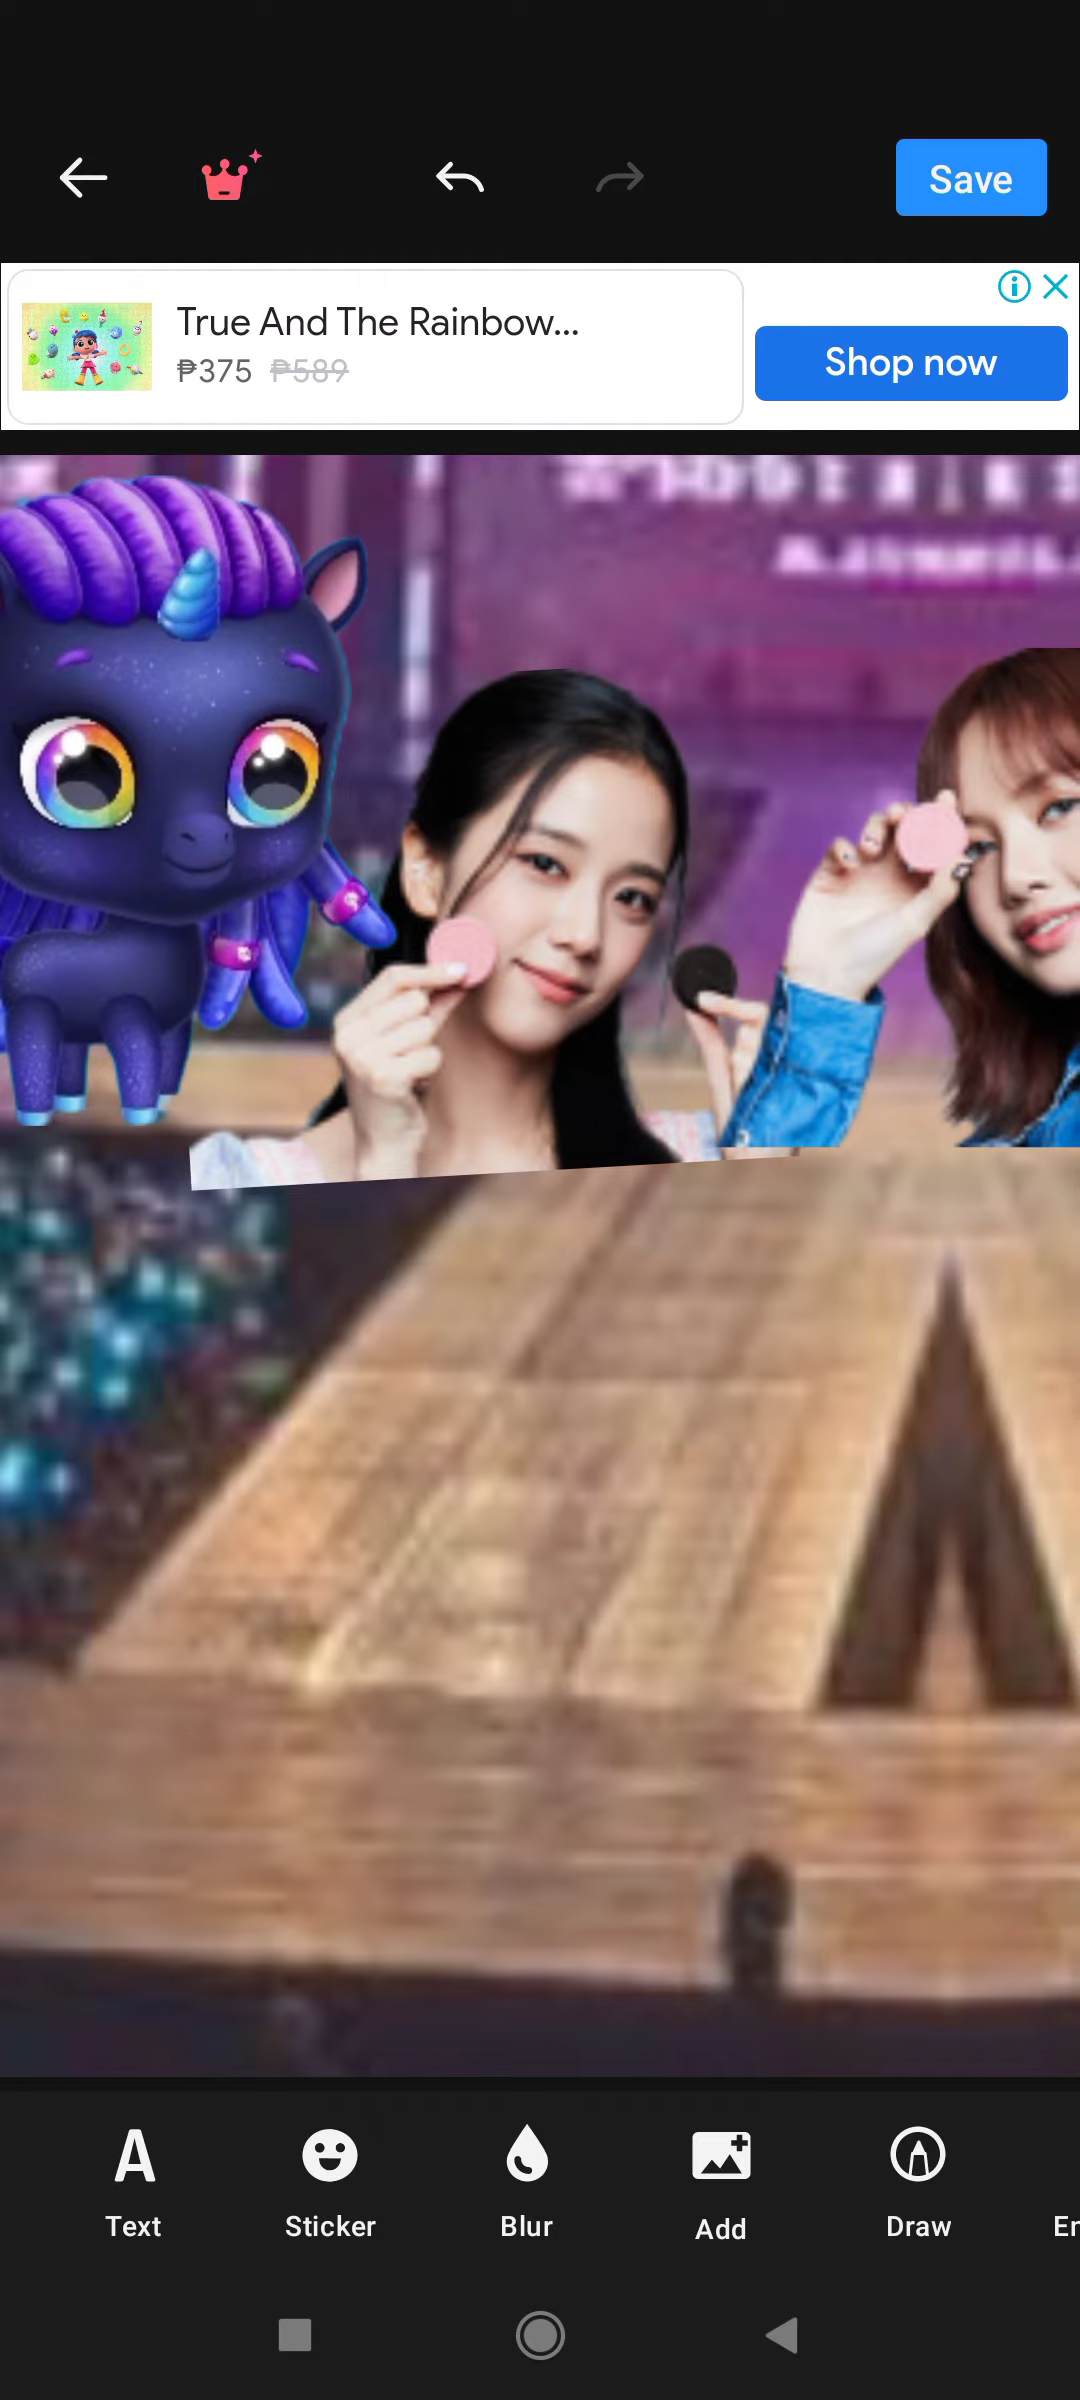 Save
True And The Rainbow...
₱375 ₱589
Shop now
Text
Sticker
Blur
Add
Draw